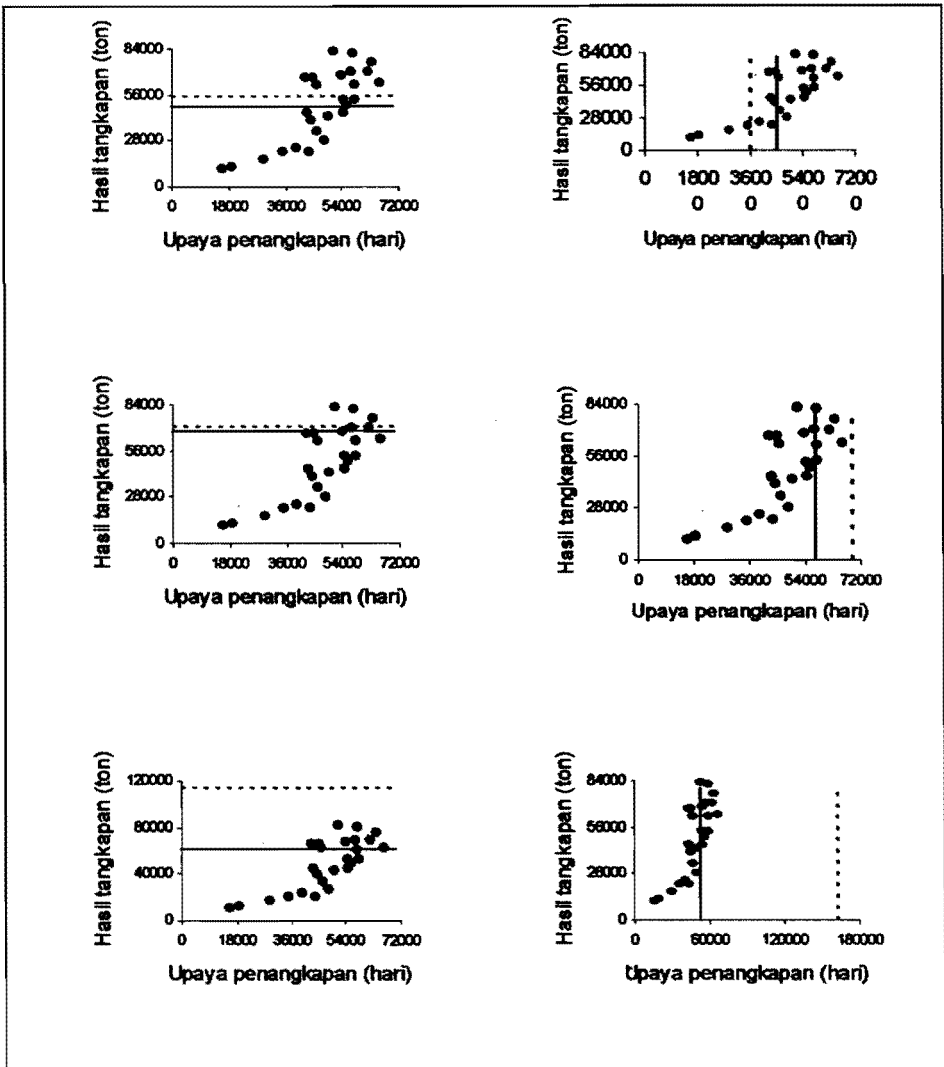 Hasil tangkapan (ton)
84000
56000
28000
0
0 18000 36000 54000 72000
Upaya penangkapan (hari)
Hasil tangkapan (ton)
84000
56000
28000
0
0 1800 3600 5400 7200
0 0 0 0
Upaya penangkapan (hari)
Hasil tangkapan (ton)
84000
56000
28000
0
0 18000 36000 54000 72000
Upaya penangkapan (hari)
Hasil tangkapan (ton)
84000
56000
28000
0
0 18000 36000 54000 72000
Upaya penangkapan (hari)
Hasil tangkapan (ton)
120000
80000
40000
0
0 18000 36000 54000 72000
Upaya penangkapan (hari)
Hasil tangkapan (ton)
84000
56000
28000
0
0 60000 120000 180000
Upaya penangkapan (hari)